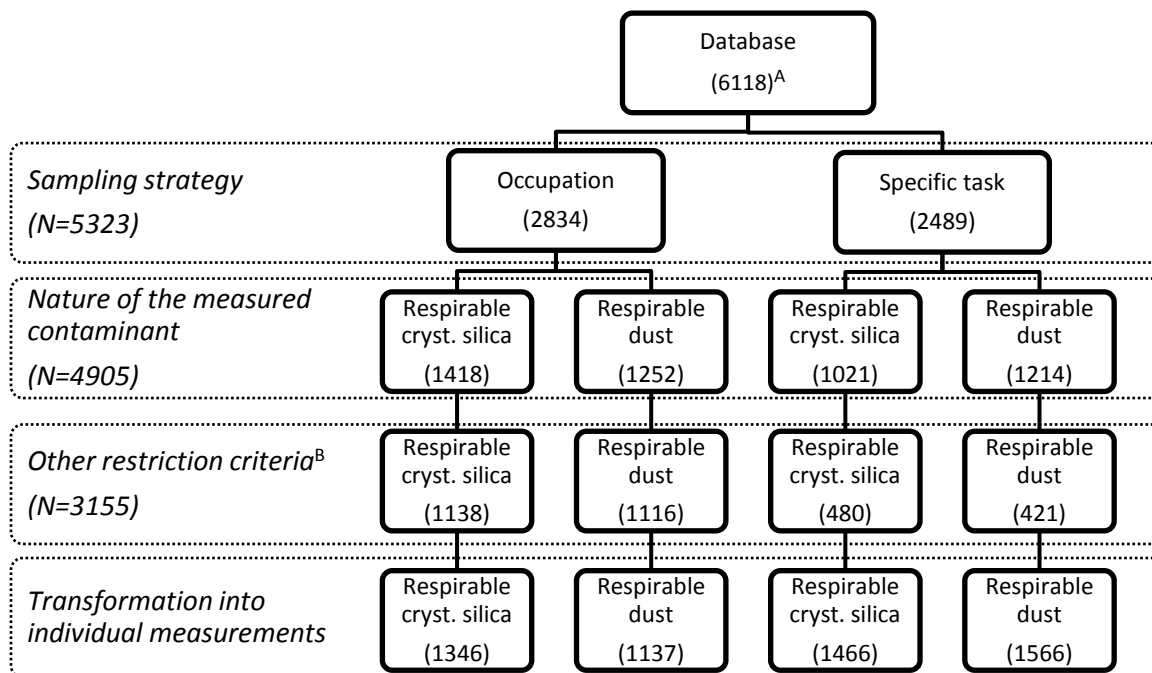 Database
(6118)A
Sampling strategy
(N=5323)
Occupation
(2834)
Specific task
(2489)
Nature of the measured
contaminant
(N=4905)
Respirable
cryst. silica
(1418)
Respirable
dust
(1252)
Respirable
cryst. silica
(1021)
Respirable
dust
(1214)
Other restriction criteriaB
(N=3155)
Respirable
cryst. silica
(1138)
Respirable
dust
(1116)
Respirable
cryst. silica
(480)
Respirable
dust
(421)
Transformation into
individual measurements
Respirable
cryst. silica
(1346)
Respirable
dust
(1137)
Respirable
cryst. silica
(1466)
Respirable
dust
(1566)